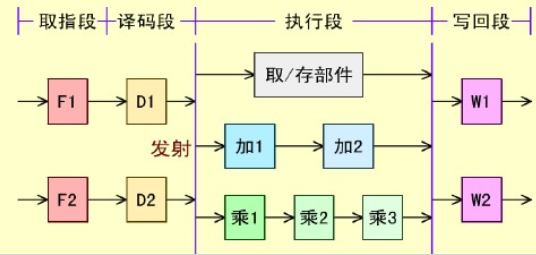 取指段 译码段 执行段 写回段
取/存部件
F1 D1 W1
发射 加1 加2
F2 D2 乘1 乘2 乘3 W2